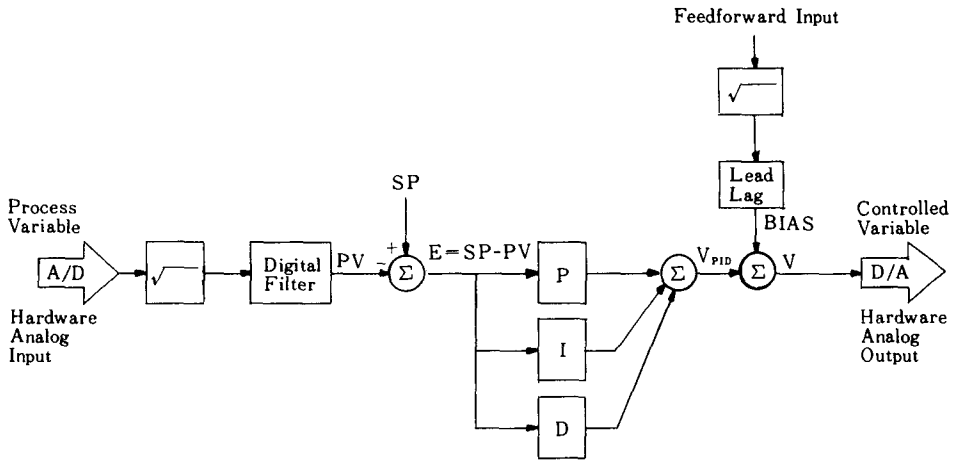 Feedforward Input
√
Lead
Lag
BIAS
SP
Process
Variable
A/D
Hardware
Analog
Input
√
Digital
Filter
PV
+
−
Σ
E=SP-PV
P
I
D
Σ
V_PID
Σ
V
Controlled
Variable
D/A
Hardware
Analog
Output